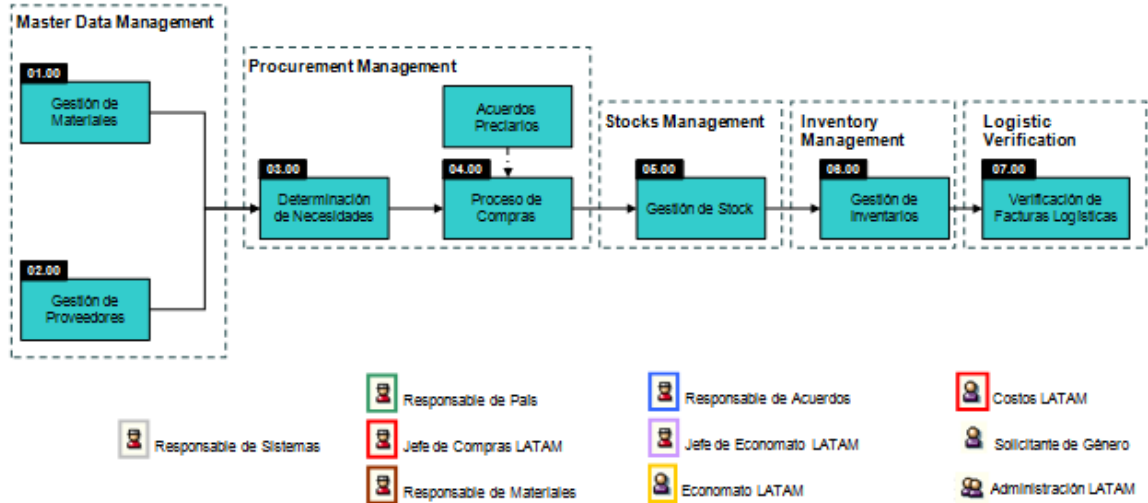 Master Data Management
01.00
Gestión de
Materiales
02.00
Gestión de
Proveedores
Procurement Management
Acuerdos
Preciarios
03.00
Determinación
de Necesidades
04.00
Proceso de
Compras
Stocks Management
05.00
Gestión de Stock
Inventory
Management
06.00
Gestión de
Inventarios
Logistic
Verification
07.00
Verificación de
Facturas Logísticas
Responsable de Sistemas
Responsable de País
Jefe de Compras LATAM
Responsable de Materiales
Responsable de Acuerdos
Jefe de Economato LATAM
Economato LATAM
Costos LATAM
Solicitante de Género
Administración LATAM